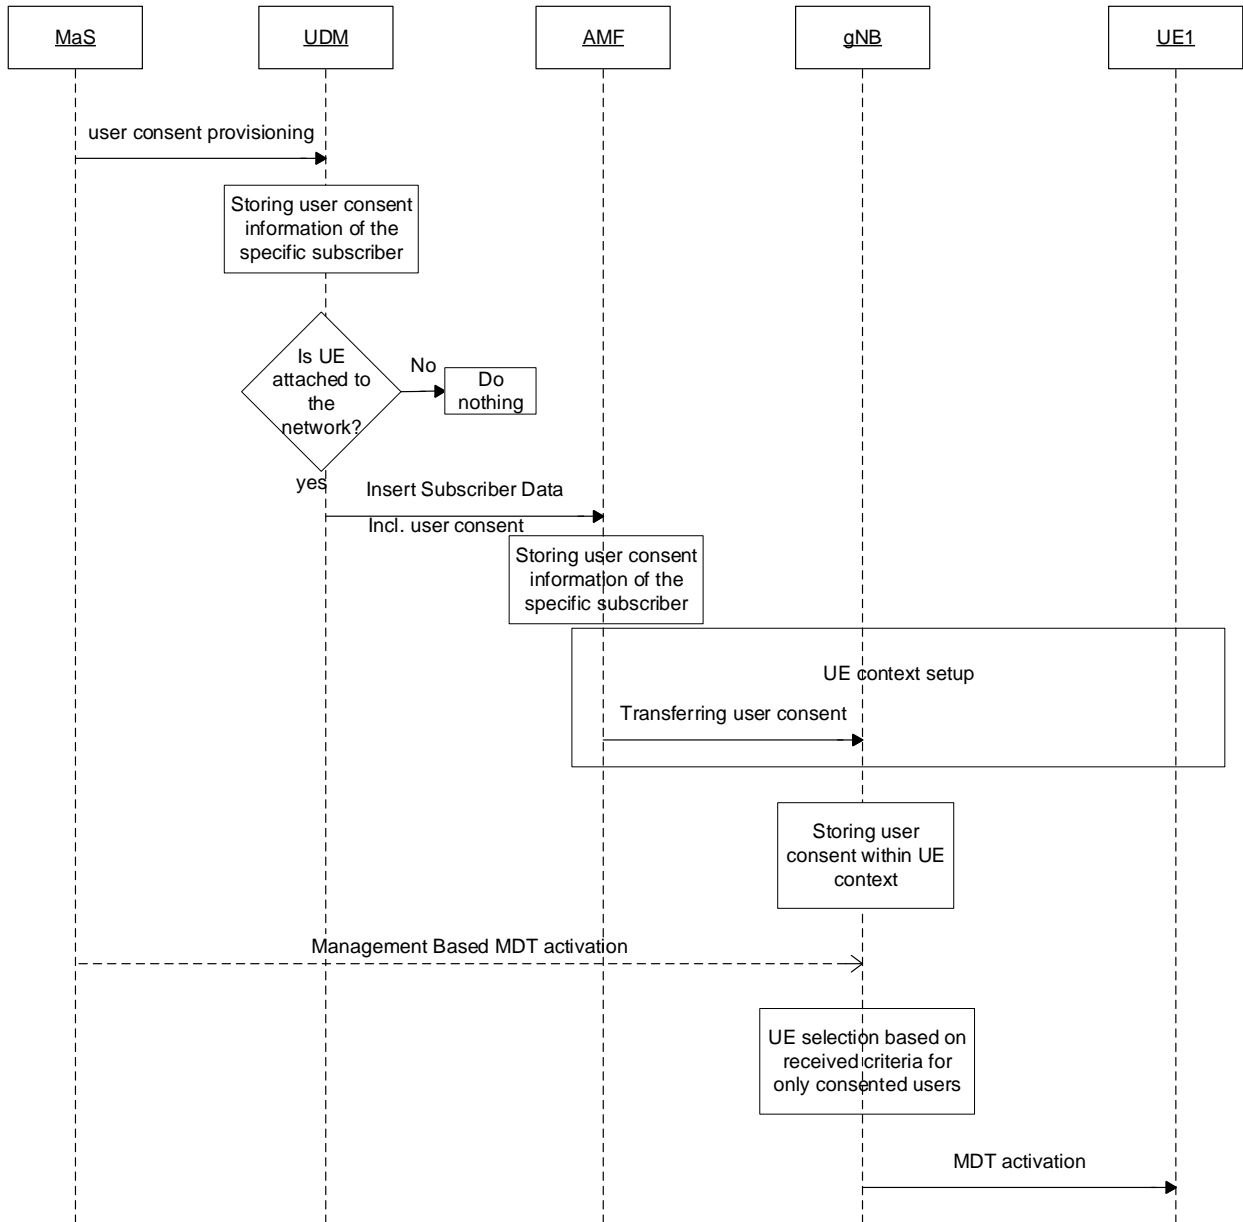 MaS
UDM
AMF
gNB
UE1
user consent provisioning
Storing user consent
information of the
specific subscriber
Is UE
attached to
the
network?
No
Do
nothing
yes
Insert Subscriber Data
Incl. user consent
Storing user consent
information of the
specific subscriber
UE context setup
Transferring user consent
Storing user
consent within UE
context
Management Based MDT activation
UE selection based on
received criteria for
only consented users
MDT activation